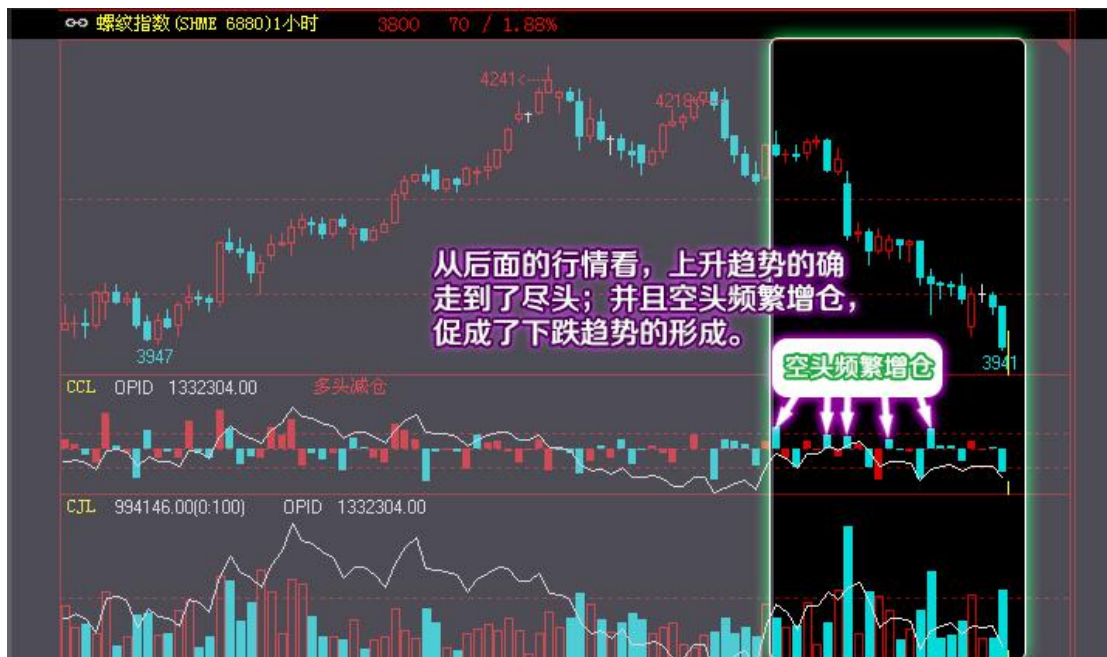 螺纹指数(SHME 6880)1小时 3800 70 / 1.88%
4241
4218
从后面的行情看，上升趋势的确
走到了尽头；并且空头频繁增仓，
促成了下跌趋势的形成。
3947
空头频繁增仓
3941
CCL OPID 1332304.00 多头减仓
CJL 994146.00(0:100) OPID 1332304.00